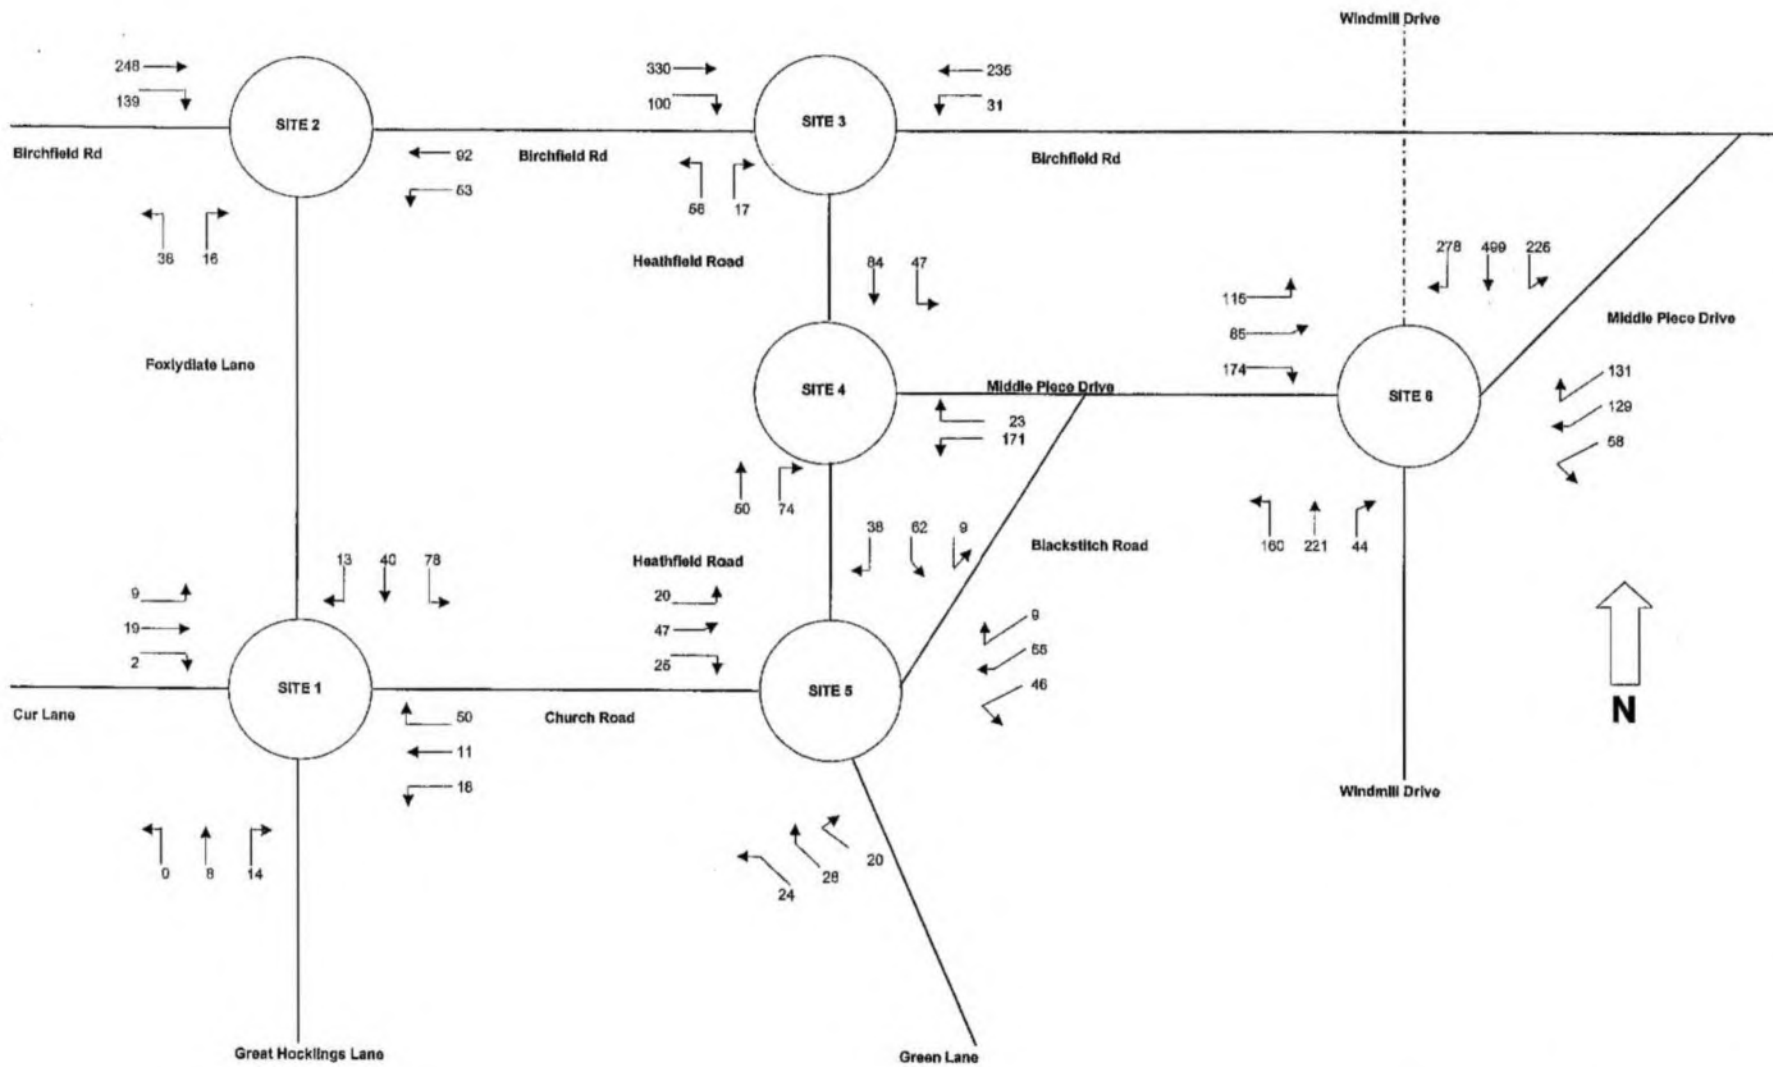 Windmill Drive
248
139
SITE 2
330
100
SITE 3
235
31
Birchfield Rd
92
53
Birchfield Rd
Birchfield Rd
36
16
56
17
Heathfield Road
84
47
278
499
226
115
85
174
Middle Piece Drive
Foxlydiate Lane
SITE 4
Middle Piece Drive
SITE 6
131
129
58
23
171
50
74
160
221
44
38
62
9
Blackstitch Road
Heathfield Road
13
40
78
9
19
2
SITE 1
20
47
25
SITE 5
9
55
46
N
Cur Lane
Church Road
50
11
18
Windmill Drive
0
8
14
24
28
20
Great Hocklings Lane
Green Lane